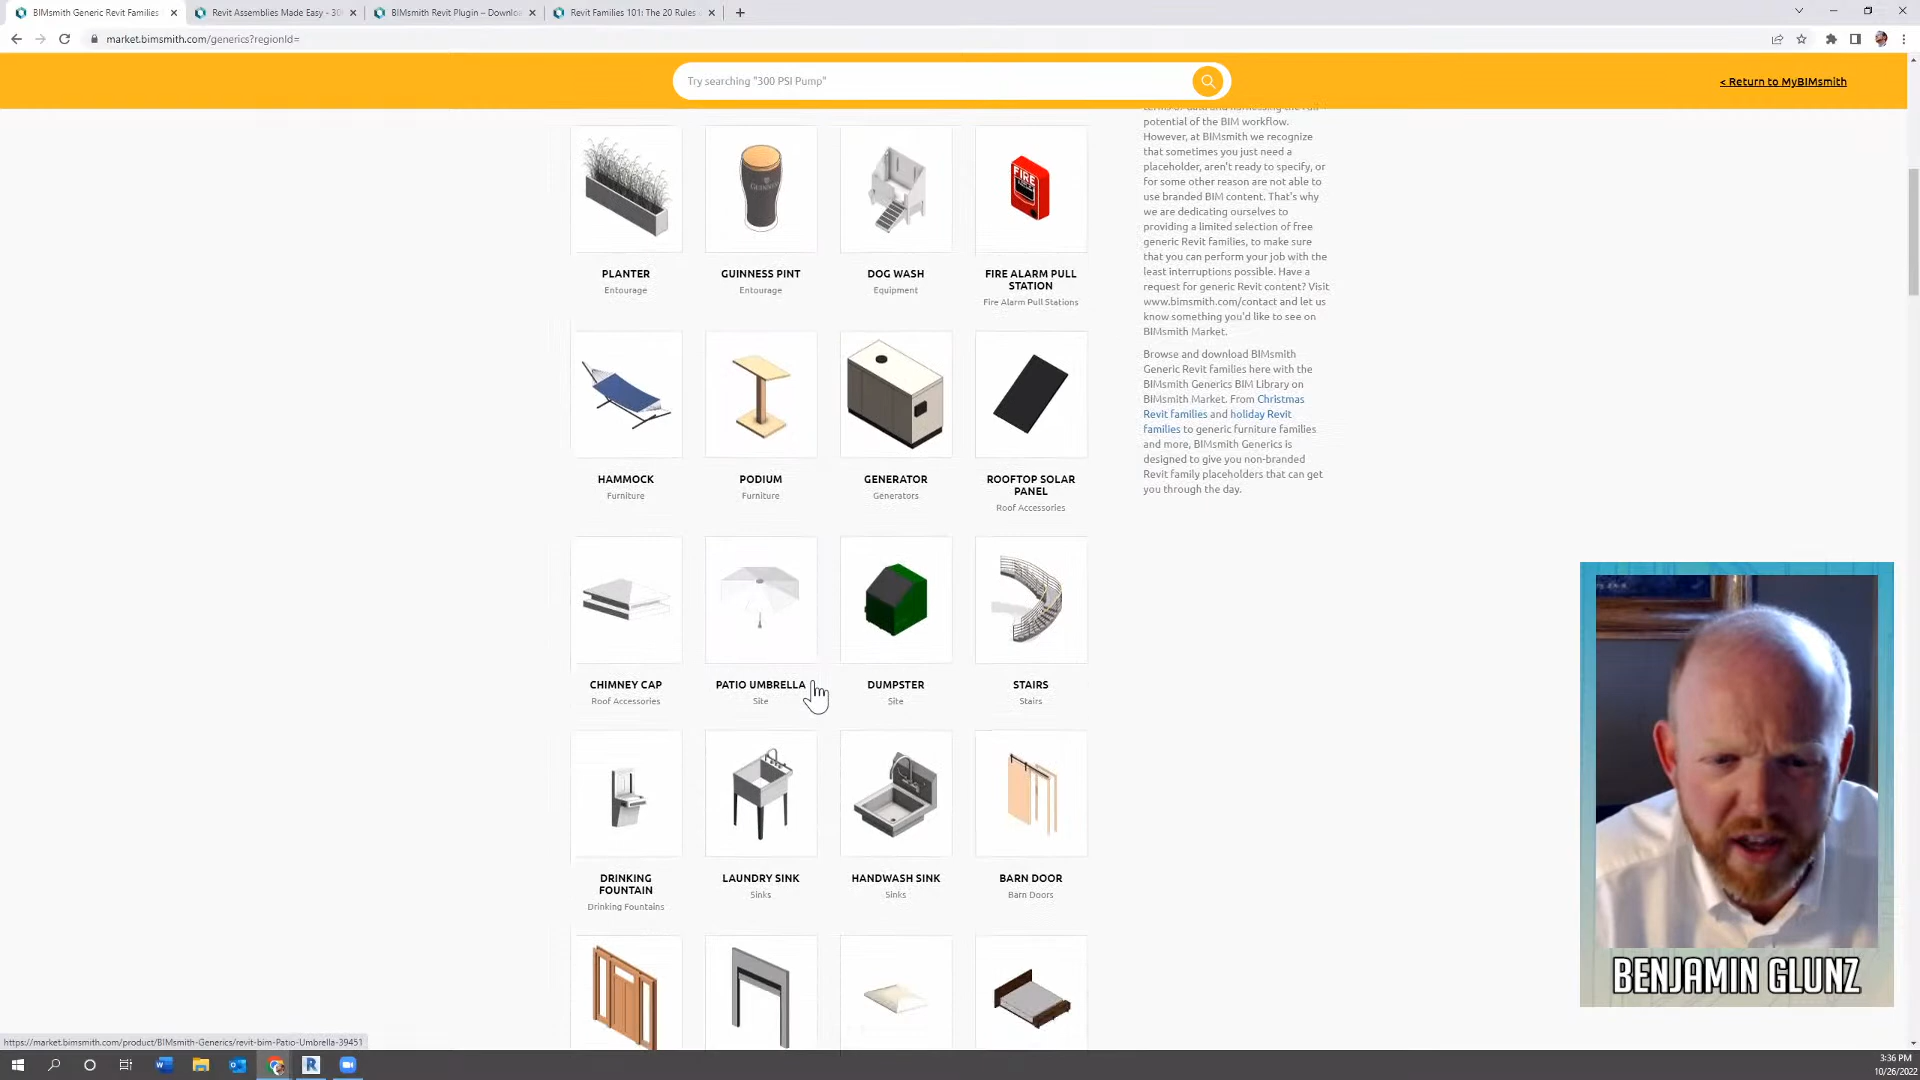 BIMsmith Generic Revit Families
Revit Assemblies Made Easy - 30
BIMsmith Revit Plugin – Downlo
Revit Families 101: The 20 Rules
market.bimsmith.com/generics?regionId=
Try searching "300 PSI Pump"
< Return to MyBIMsmith
potential of the BIM workflow.
However, at BIMsmith we recognize
that sometimes you just need a
placeholder, aren't ready to specify, or
for some other reason are not able to
use branded BIM content. That's why
we are dedicating ourselves to
providing a limited selection of free
generic Revit families, to make sure
that you can perform your job with the
least interruptions possible. Have a
request for generic Revit content? Visit
www.bimsmith.com/contact and let us
know something you'd like to see on
BIMsmith Market.
Browse and download BIMsmith
Generic Revit families here with the
BIMsmith Generics BIM Library on
BIMsmith Market. From Christmas
Revit families and holiday Revit
families to generic furniture families
and more, BIMsmith Generics is
designed to give you non-branded
Revit family placeholders that can get
you through the day.
GUINNESS
FIRE
PLANTER
Entourage
GUINNESS PINT
Entourage
DOG WASH
Equipment
FIRE ALARM PULL
STATION
Fire Alarm Pull Stations
HAMMOCK
Furniture
PODIUM
Furniture
GENERATOR
Generators
ROOFTOP SOLAR
PANEL
Roof Accessories
CHIMNEY CAP
Roof Accessories
PATIO UMBRELLA
Site
DUMPSTER
Site
STAIRS
Stairs
DRINKING
FOUNTAIN
Drinking Fountains
LAUNDRY SINK
Sinks
HANDWASH SINK
Sinks
BARN DOOR
Barn Doors
BENJAMIN GLUNZ
https://market.bimsmith.com/product/BIMsmith-Generics/revit-bim-Patio-Umbrella-39451
3:36 PM
10/26/2022